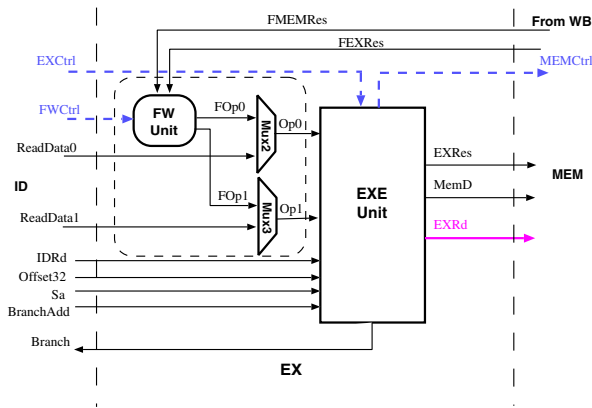 FMEMRes
From WB
FEXRes
EXCtrl
MEMCtrl
FWCtrl
FW
Unit
FOp0
Mux2
Op0
ReadData0
EXRes
ID
MEM
MemD
EXE
Unit
FOp1
Mux3
Op1
ReadData1
EXRd
IDRd
Offset32
Sa
BranchAdd
Branch
EX